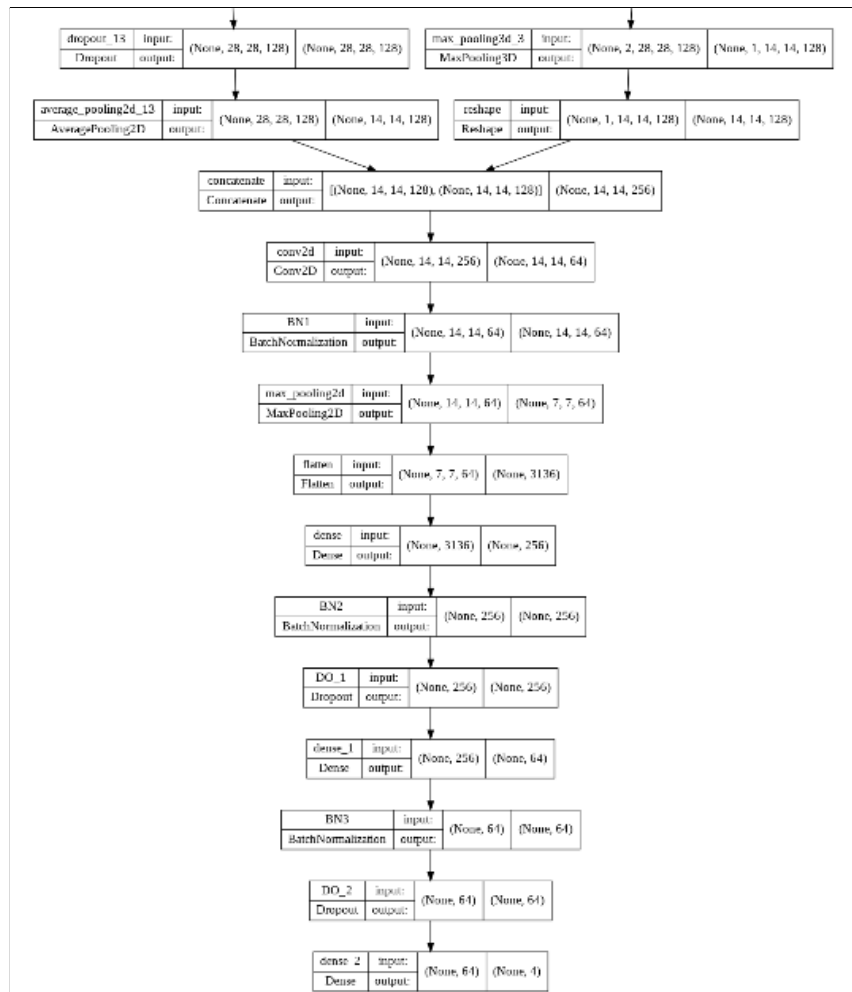 dropout_13 input: (None, 28, 28, 128) (None, 28, 28, 128)
Dropout output:
max_pooling3d_3 input: (None, 2, 28, 28, 128) (None, 1, 14, 14, 128)
MaxPooling3D output:
average_pooling2d_13 input: (None, 28, 28, 128) (None, 14, 14, 128)
AveragePooling2D output:
reshape input: (None, 1, 14, 14, 128) (None, 14, 14, 128)
Reshape output:
concatenate input: [(None, 14, 14, 128), (None, 14, 14, 128)] (None, 14, 14, 256)
Concatenate output:
conv2d input: (None, 14, 14, 256) (None, 14, 14, 64)
Conv2D output:
BN1 input: (None, 14, 14, 64) (None, 14, 14, 64)
BatchNormalization output:
max_pooling2d input: (None, 14, 14, 64) (None, 7, 7, 64)
MaxPooling2D output:
flatten input: (None, 7, 7, 64) (None, 3136)
Flatten output:
dense input: (None, 3136) (None, 256)
Dense output:
BN2 input: (None, 256) (None, 256)
BatchNormalization output:
DO_1 input: (None, 256) (None, 256)
Dropout output:
dense_1 input: (None, 256) (None, 64)
Dense output:
BN3 input: (None, 64) (None, 64)
BatchNormalization output:
DO_2 input: (None, 64) (None, 64)
Dropout output:
dense_2 input: (None, 64) (None, 4)
Dense output: